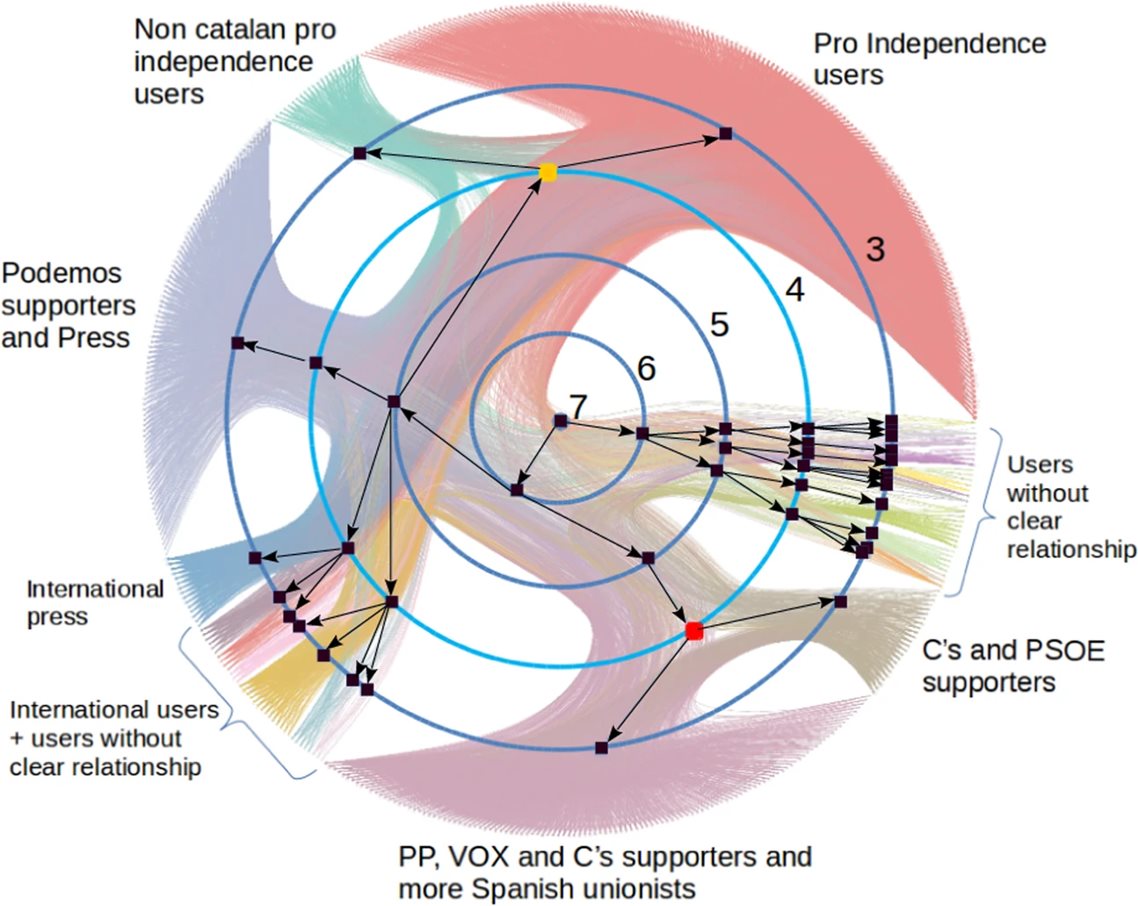 Non catalan pro
independence
users
Pro Independence
users
3
4
5
6
7
Podemos
supporters
and Press
Users
without
clear
relationship
International
press
C's and PSOE
supporters
International users
+ users without
clear relationship
PP, VOX and C's supporters and
more Spanish unionists